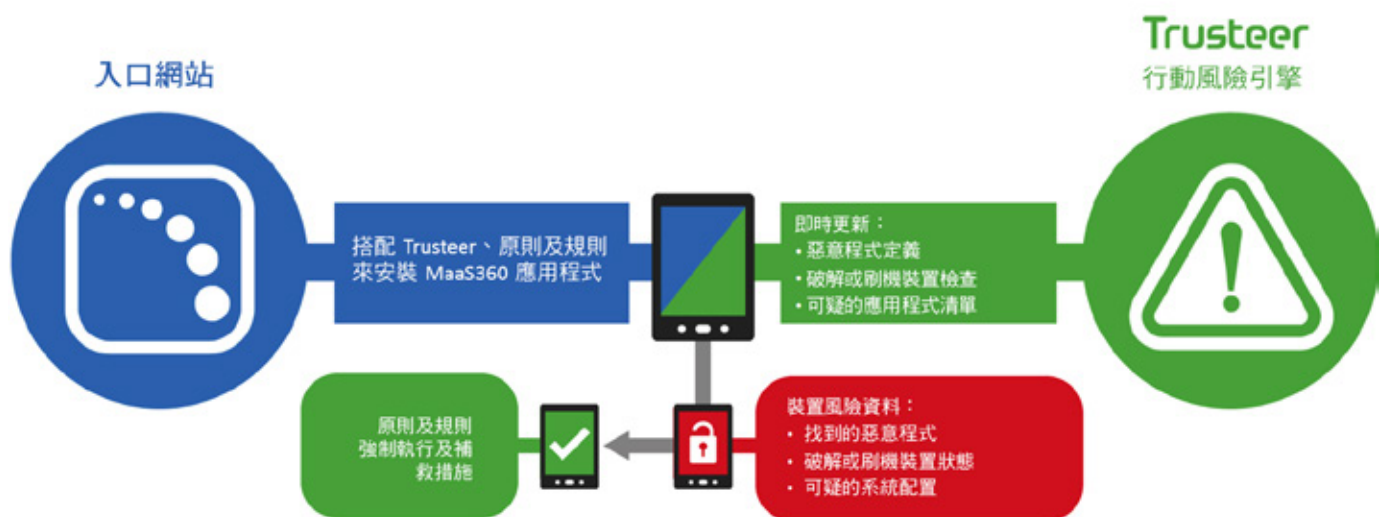 入口網站
Trusteer
行動風險引擎
搭配 Trusteer、原則及規則
來安裝 MaaS360 應用程式
即時更新：
• 惡意程式定義
• 破解或刷機裝置檢查
• 可疑的應用程式清單
原則及規則
強制執行及補
救措施
裝置風險資料：
• 找到的惡意程式
• 破解或刷機裝置狀態
• 可疑的系統配置